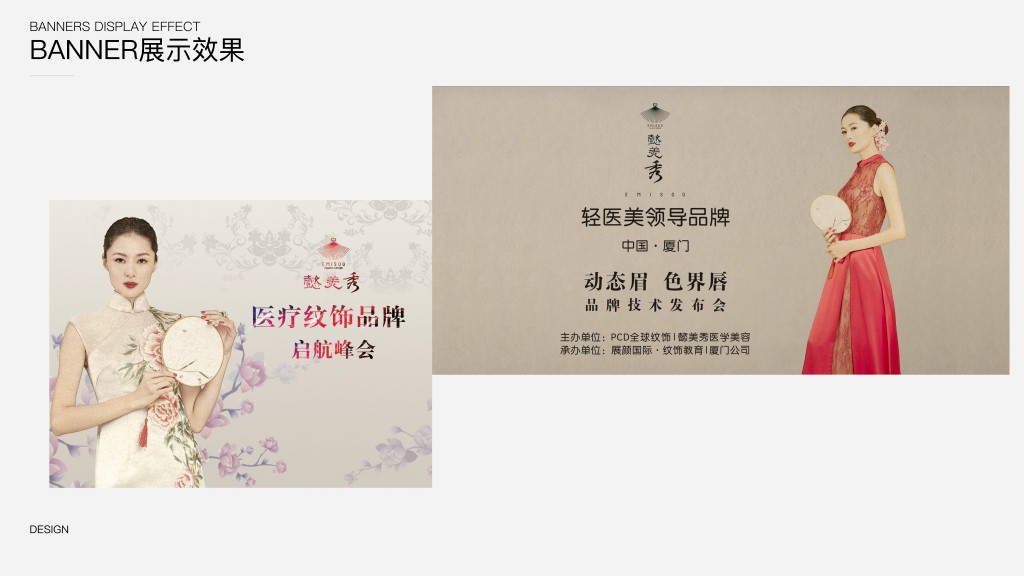 BANNERS DISPLAY EFFECT
BANNER展示效果
EMISOO
懿美秀
医疗纹饰品牌
启航峰会
懿美秀
EMISOO
轻医美领导品牌
中国·厦门
动态眉 色界唇
品牌技术发布会
主办单位：PCD全球纹饰|懿美秀医学美容
承办单位：展颜国际·纹饰教育|厦门公司
DESIGN